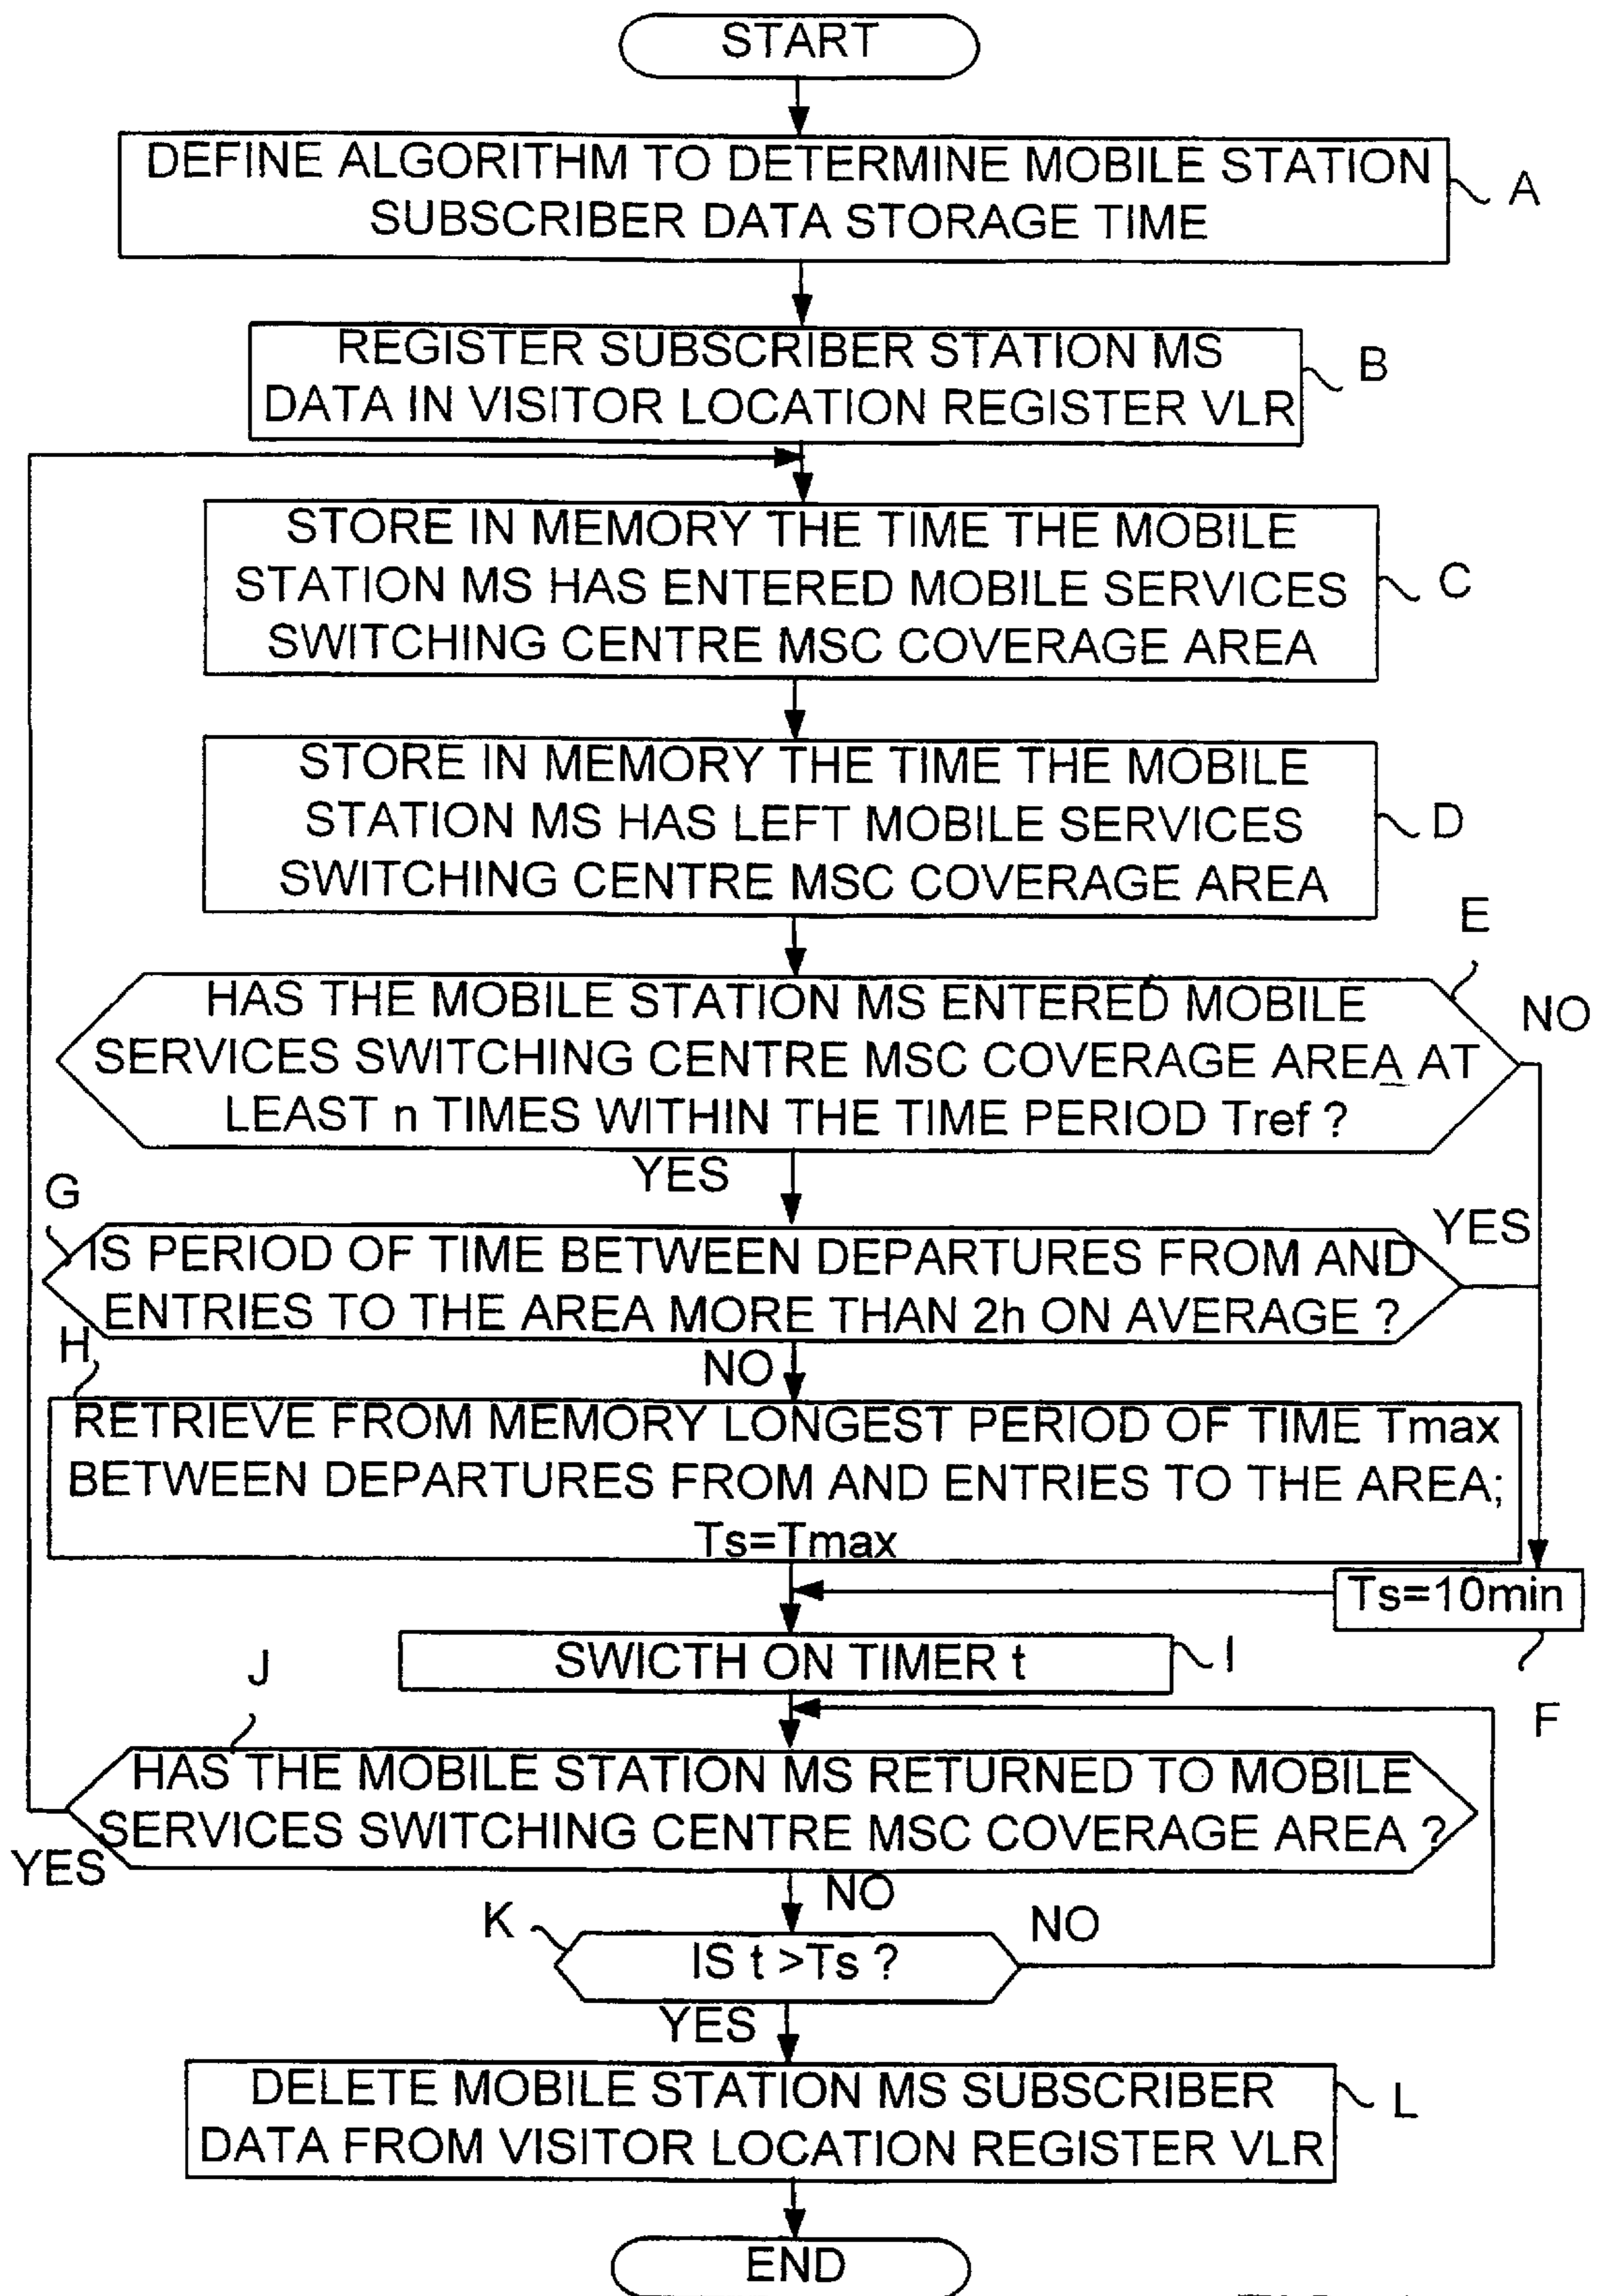 START
DEFINE ALGORITHM TO DETERMINE MOBILE STATION
SUBSCRIBER DATA STORAGE TIME
A
REGISTER SUBSCRIBER STATION MS
DATA IN VISITOR LOCATION REGISTER VLR
B
STORE IN MEMORY THE TIME THE MOBILE
STATION MS HAS ENTERED MOBILE SERVICES
SWITCHING CENTRE MSC COVERAGE AREA
C
STORE IN MEMORY THE TIME THE MOBILE
STATION MS HAS LEFT MOBILE SERVICES
SWITCHING CENTRE MSC COVERAGE AREA
D
E
HAS THE MOBILE STATION MS ENTERED MOBILE
SERVICES SWITCHING CENTRE MSC COVERAGE AREA AT
LEAST n TIMES WITHIN THE TIME PERIOD Tref ?
NO
YES
G
IS PERIOD OF TIME BETWEEN DEPARTURES FROM AND
ENTRIES TO THE AREA MORE THAN 2h ON AVERAGE ?
YES
NO
H
RETRIEVE FROM MEMORY LONGEST PERIOD OF TIME Tmax
BETWEEN DEPARTURES FROM AND ENTRIES TO THE AREA;
Ts=Tmax
Ts=10min
F
SWICTH ON TIMER t
I
J
HAS THE MOBILE STATION MS RETURNED TO MOBILE
SERVICES SWITCHING CENTRE MSC COVERAGE AREA ?
YES
NO
K
IS t >Ts ?
NO
YES
DELETE MOBILE STATION MS SUBSCRIBER
DATA FROM VISITOR LOCATION REGISTER VLR
L
END